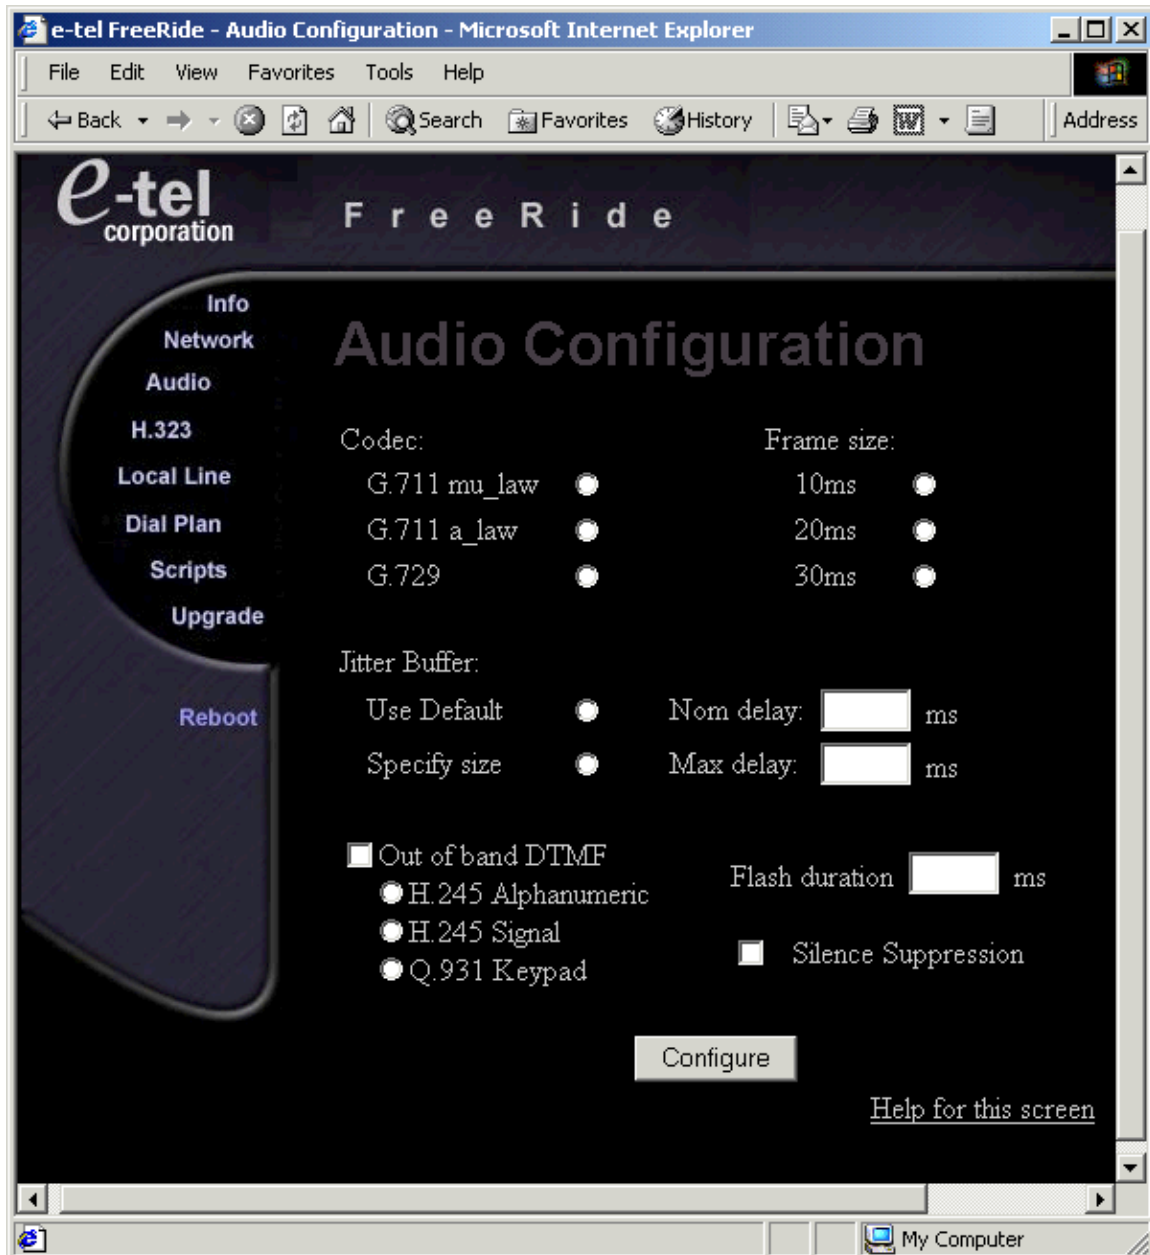 e-tel FreeRide - Audio Configuration - Microsoft Internet Explorer
File Edit View Favorites Tools Help
Back Search Favorites History Address
e-tel
corporation
FreeRide
Info
Network
Audio
H.323
Local Line
Dial Plan
Scripts
Upgrade
Reboot
Audio Configuration
Codec: Frame size:
G.711 mu_law 10ms
G.711 a_law 20ms
G.729 30ms
Jitter Buffer:
Use Default Nom delay: ms
Specify size Max delay: ms
Out of band DTMF
Flash duration ms
H.245 Alphanumeric
H.245 Signal
Silence Suppression
Q.931 Keypad
Configure
Help for this screen
My Computer